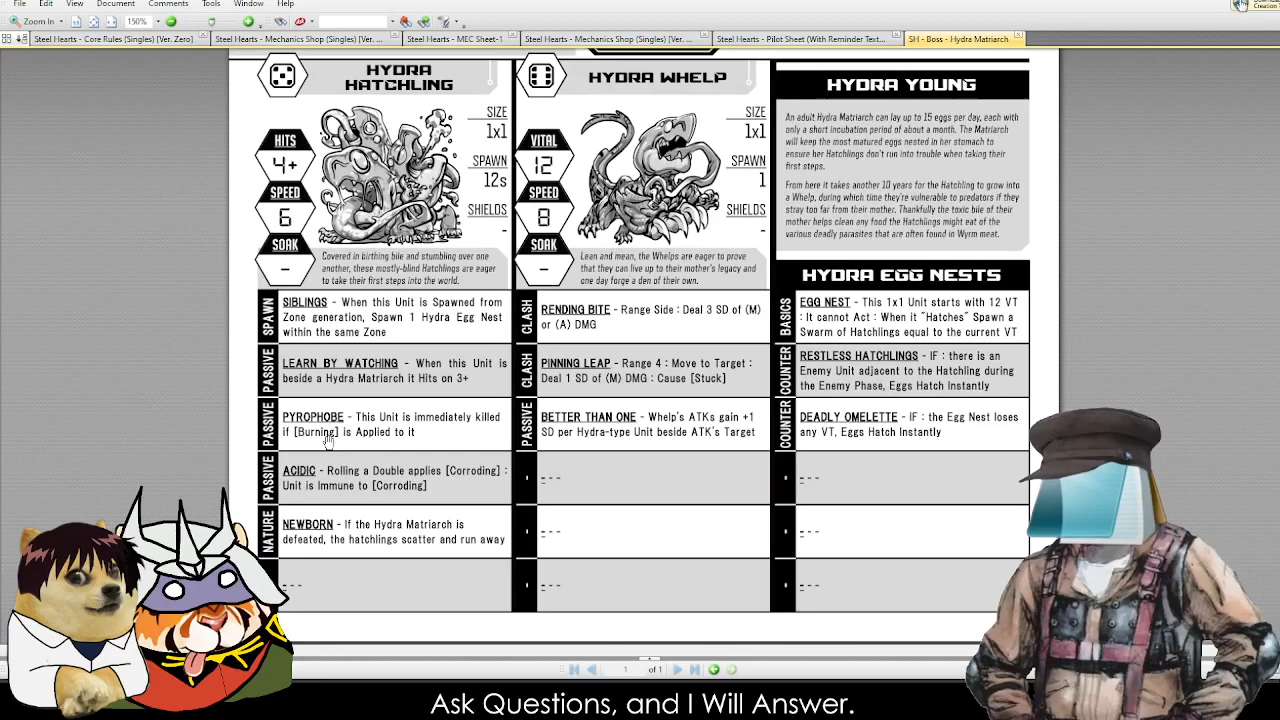 File Edit View Document Comments Tools Window Help
Zoom In 150%
Steel Hearts - Core Rules (Singles) [Ver. Zero] Steel Hearts - Mechanics Shop (Singles) [Ver. ... Steel Hearts - MEC Sheet-1 Steel Hearts - Mechanics Shop (Singles) [Ver. ... Steel Hearts - Pilot Sheet (With Reminder Text... SH - Boss - Hydra Matriarch
HYDRA
HATCHLING
HITS
4+
SPEED
6
SOAK
-
SIZE
1x1
SPAWN
12s
SHIELDS
-
Covered in birthing bile and stumbling over one
another, these mostly-blind Hatchlings are eager
to take their first steps into the world.
SPAWN
SIBLINGS - When this Unit is Spawned from
Zone generation, Spawn 1 Hydra Egg Nest
within the same Zone
PASSIVE
LEARN BY WATCHING - When this Unit is
beside a Hydra Matriarch it Hits on 3+
PASSIVE
PYROPHOBE - This Unit is immediately killed
if [Burning] is Applied to it
PASSIVE
ACIDIC - Rolling a Double applies [Corroding] :
Unit is Immune to [Corroding]
NATURE
NEWBORN - If the Hydra Matriarch is
defeated, the hatchlings scatter and run away
---
HYDRA WHELP
VITAL
12
SPEED
8
SOAK
-
SIZE
1x1
SPAWN
1
SHIELDS
-
Lean and mean, the Whelps are eager to prove
that they can live up to their mother's legacy and
one day forge a den of their own.
CLASH
RENDING BITE - Range Side : Deal 3 SD of (M)
or (A) DMG
CLASH
PINNING LEAP - Range 4 : Move to Target :
Deal 1 SD of (M) DMG : Cause [Stuck]
PASSIVE
BETTER THAN ONE - Whelp's ATKs gain +1
SD per Hydra-type Unit beside ATK's Target
---
---
---
HYDRA YOUNG
An adult Hydra Matriarch can lay up to 15 eggs per day, each with
only a short incubation period of about a month. The Matriarch
will keep the most matured eggs nested in her stomach to
ensure her Hatchlings don't run into trouble when taking their
first steps.
From here it takes another 10 years for the Hatchling to grow into
a Whelp, during which time they're vulnerable to predators if they
stray too far from their mother. Thankfully the toxic bile of their
mother helps clean any food the Hatchlings might eat of the
various deadly parasites that are often found in Wyrm meat.
HYDRA EGG NESTS
BASICS
EGG NEST - This 1x1 Unit starts with 12 VT
: It cannot Act : When it "Hatches" Spawn a
Swarm of Hatchlings equal to the current VT
COUNTER
RESTLESS HATCHLINGS - IF : there is an
Enemy Unit adjacent to the Hatchling during
the Enemy Phase, Eggs Hatch Instantly
COUNTER
DEADLY OMELETTE - IF : the Egg Nest loses
any VT, Eggs Hatch Instantly
---
---
---
1 of 1
Ask Questions, and I Will Answer.